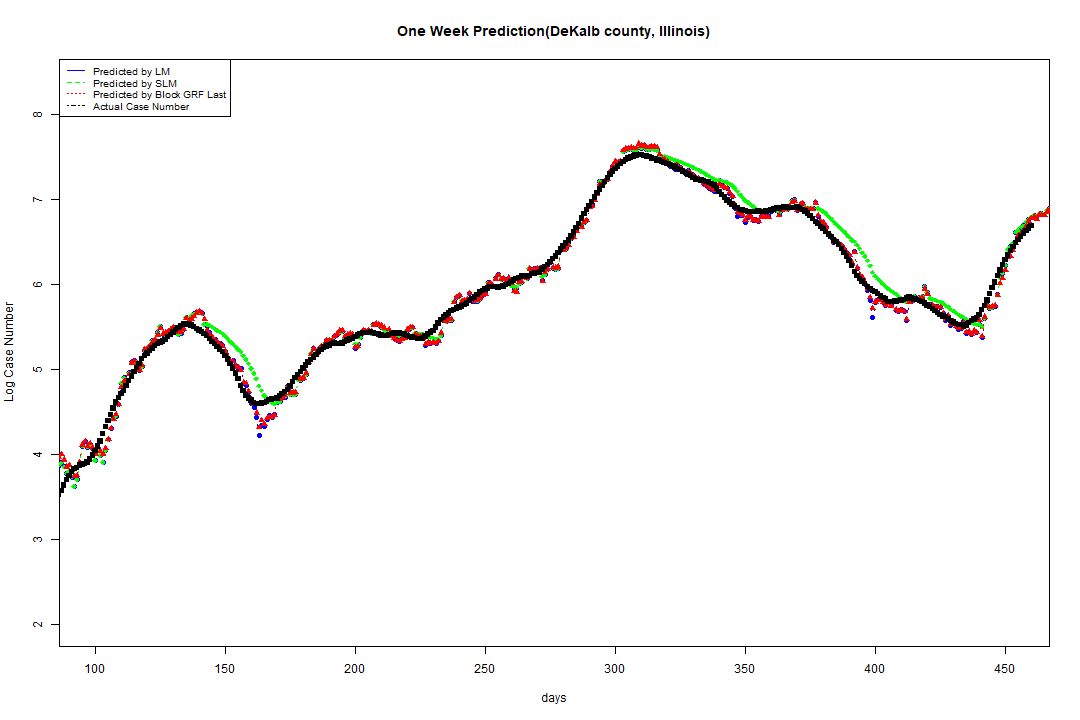 One Week Prediction(DeKalb county, Illinois)
Predicted by LM
Predicted by SLM
Predicted by Block GRF Last
Actual Case Number
8
7
6
5
4
3
2
Log Case Number
100 150 200 250 300 350 400 450
days